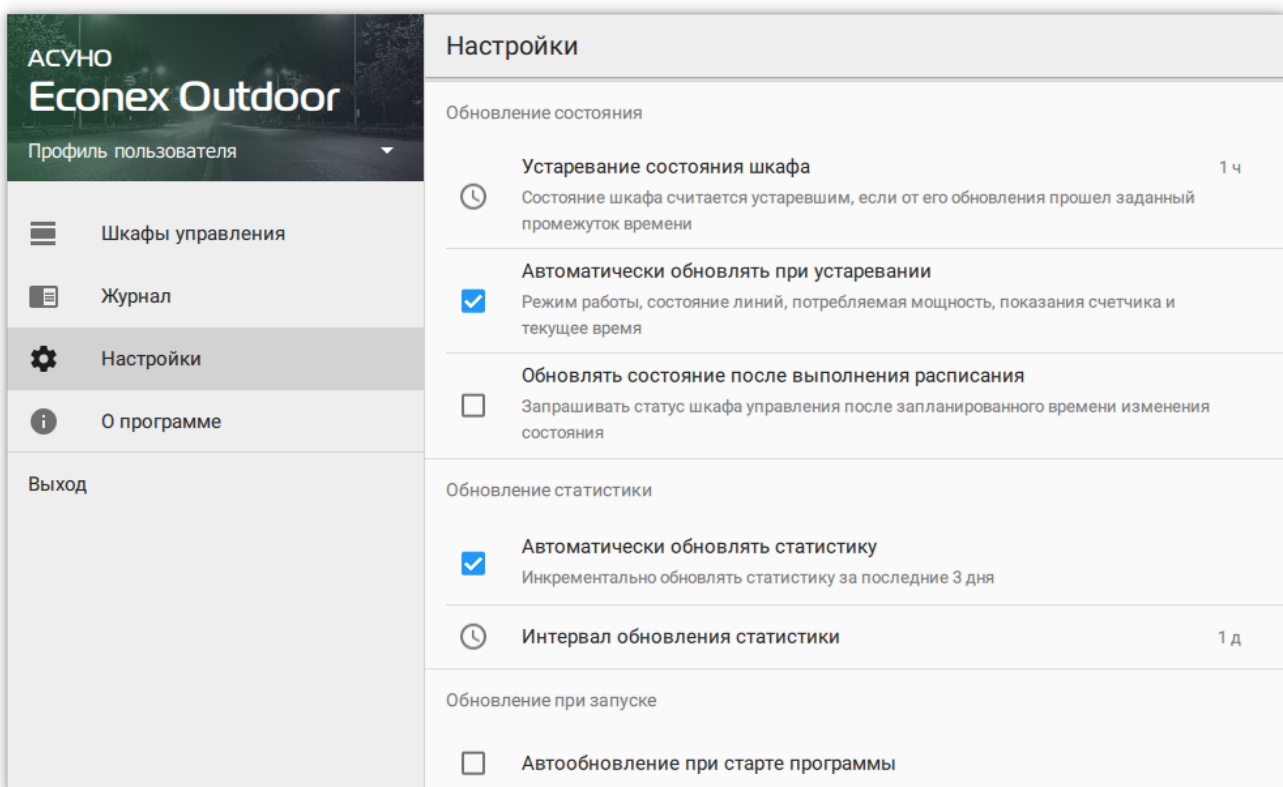 АСУНО
Econex Outdoor
Профиль пользователя
Шкафы управления
Журнал
Настройки
О программе
Выход
Настройки
Обновление состояния
Устаревание состояния шкафа
1 ч
Состояние шкафа считается устаревшим, если от его обновления прошел заданный
промежуток времени
Автоматически обновлять при устаревании
Режим работы, состояние линий, потребляемая мощность, показания счетчика и
текущее время
Обновлять состояние после выполнения расписания
Запрашивать статус шкафа управления после запланированного времени изменения
состояния
Обновление статистики
Автоматически обновлять статистику
Инкрементально обновлять статистику за последние 3 дня
Интервал обновления статистики
1 д
Обновление при запуске
Автообновление при старте программы